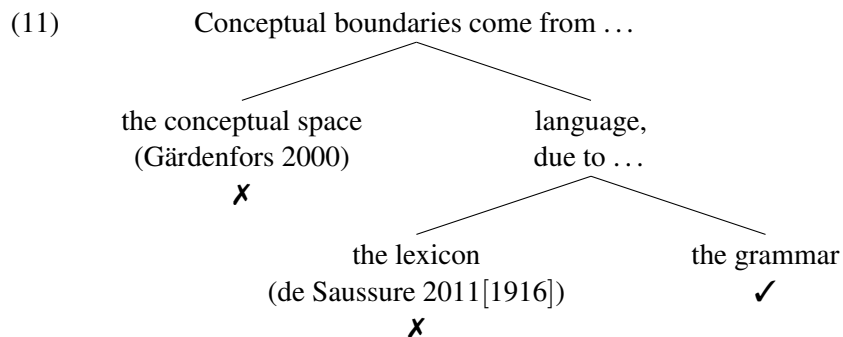 (11) Conceptual boundaries come from …
the conceptual space
(Gärdenfors 2000)
✗
language,
due to …
the lexicon
(de Saussure 2011[1916])
✗
the grammar
✓